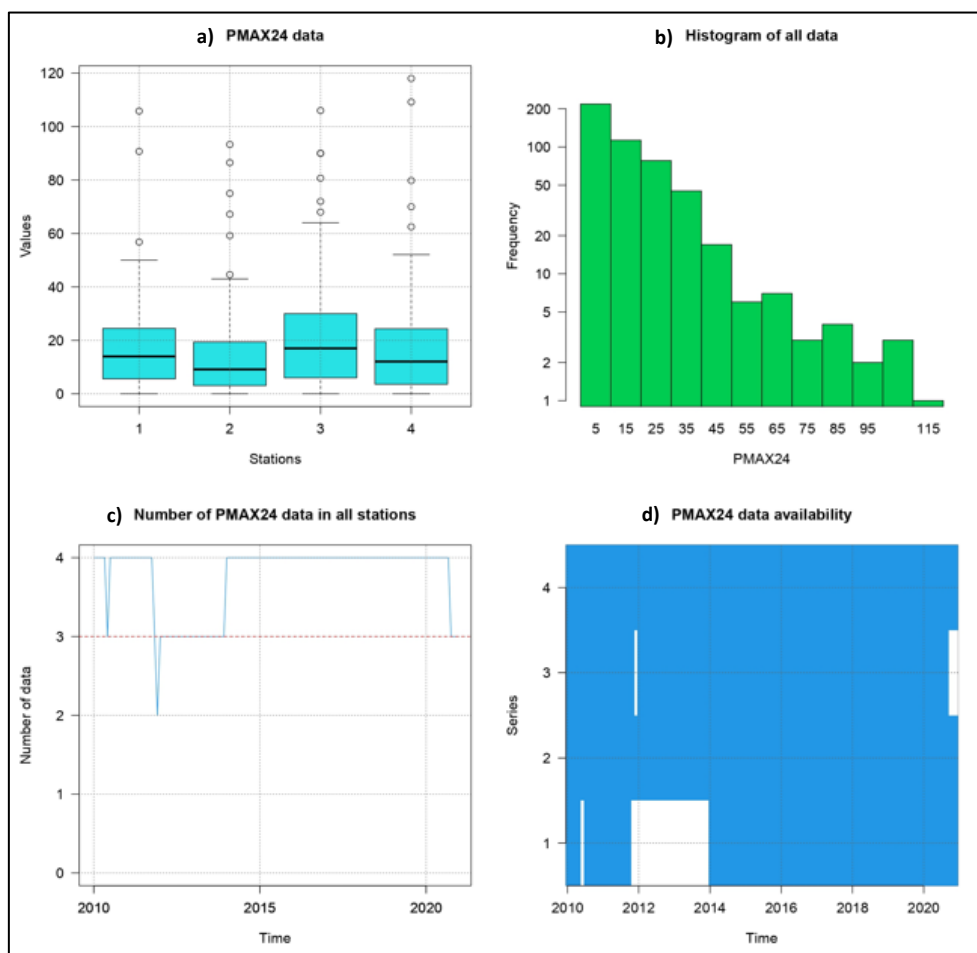 a) PMAX24 data
120
100
80
60
40
20
0
Values
1 2 3 4
Stations
b) Histogram of all data
200
100
50
20
10
5
2
1
Frequency
5 15 25 35 45 55 65 75 85 95 115
PMAX24
c) Number of PMAX24 data in all stations
4
3
2
1
0
Number of data
2010 2015 2020
Time
d) PMAX24 data availability
4
3
2
1
Series
2010 2012 2014 2016 2018 2020
Time